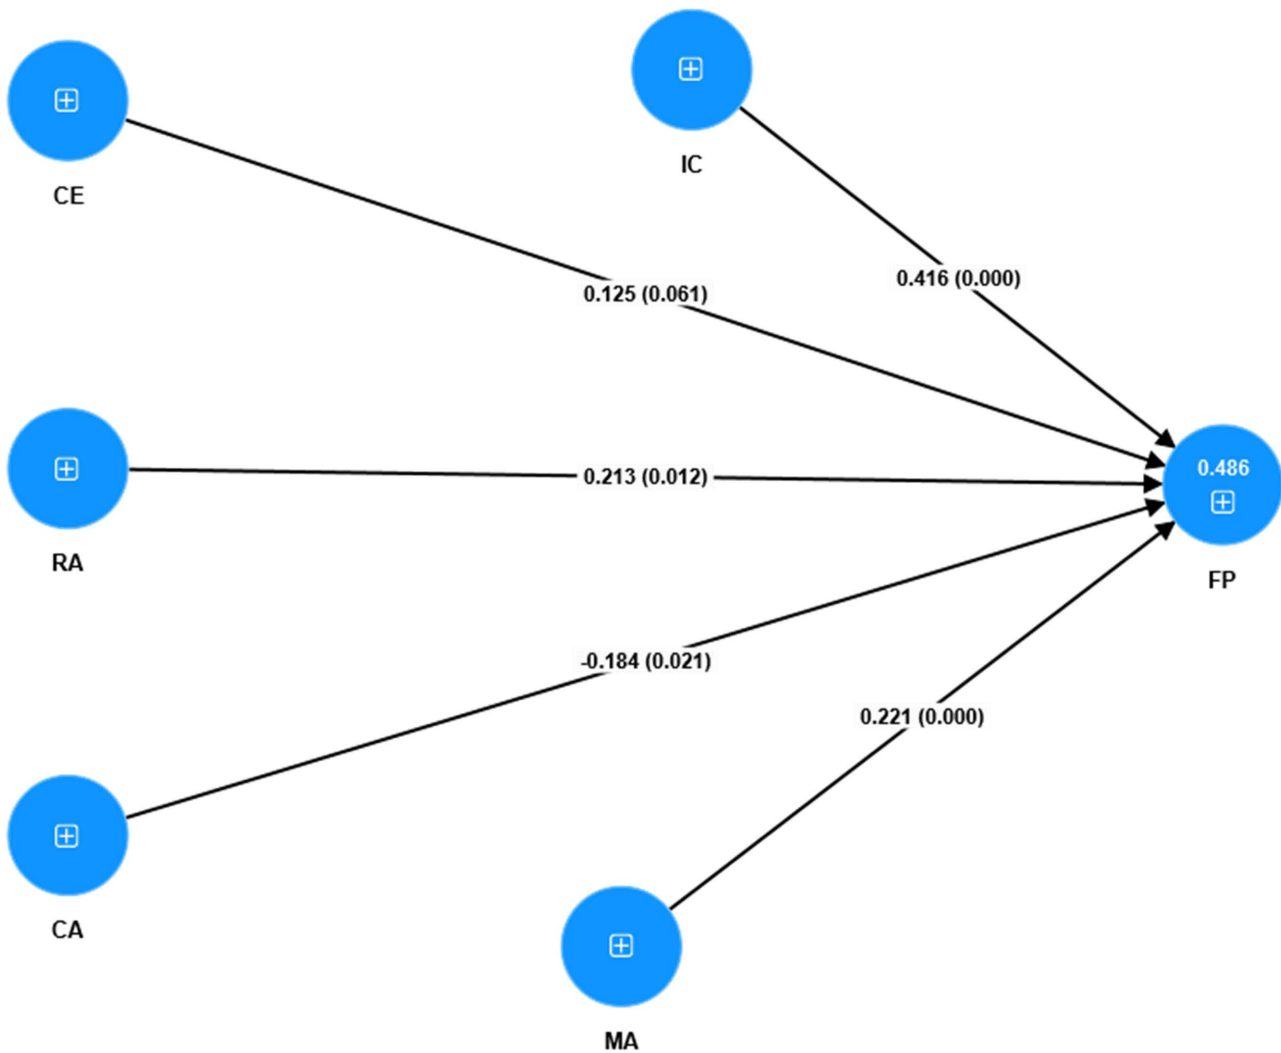 CE
IC
0.125 (0.061)
0.416 (0.000)
RA
0.213 (0.012)
0.486
FP
-0.184 (0.021)
0.221 (0.000)
CA
MA